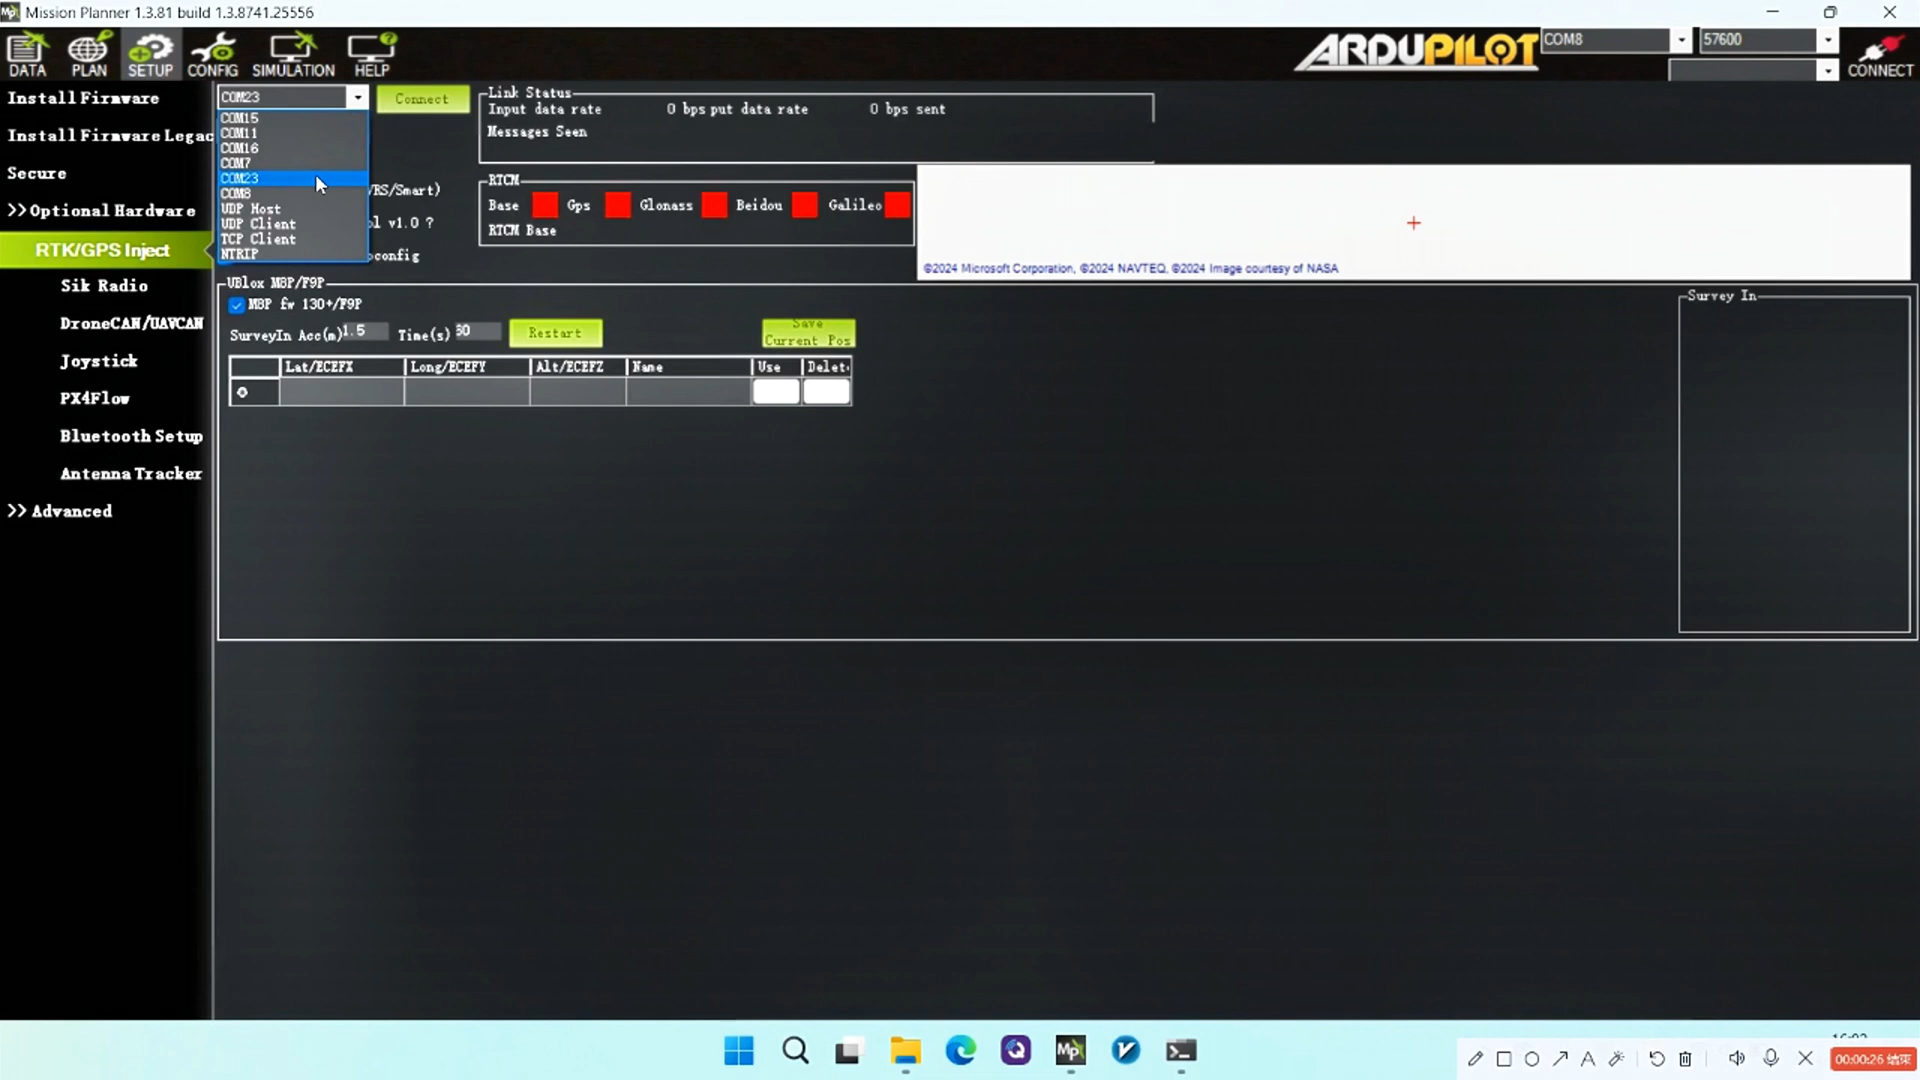 Mission Planner 1.3.81 build 1.3.8741.25556
DATA
PLAN
SETUP
CONFIG
SIMULATION
HELP
ARDUPILOT
COM8
57600
CONNECT
Install Firmware
Install Firmware Legac
Secure
>> Optional Hardware
RTK/GPS Inject
Sik Radio
DroneCAN/UAVCAN
Joystick
PX4Flow
Bluetooth Setup
Antenna Tracker
>> Advanced
COM23
Connect
COM15
COM11
COM16
COM7
COM23
COM8
UDP Host
UDP Client
TCP Client
NTRIP
/RS/Smart)
ol v1.0 ?
oconfig
Link Status
Input data rate 0 bps put data rate 0 bps sent
Messages Seen
RTCM
Base Gps Glonass Beidou Galileo
RTCM Base
©2024 Microsoft Corporation, ©2024 NAVTEQ, ©2024 Image courtesy of NASA
UBlox M8P/F9P
M8P fw 130+/F9P
SurveyIn Acc(m) 1.5 Time(s) 60 Restart
Save
Current Pos
Lat/ECEFX Long/ECEFY Alt/ECEFZ Name Use Delet
Survey In
00:00:26 结束